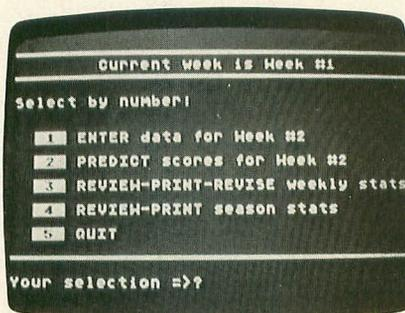 Current week is Week #1
Select by number:
1 ENTER data for Week #2
2 PREDICT scores for Week #2
3 REVIEW-PRINT-REVISE weekly stats
4 REVIEW-PRINT season stats
5 QUIT
Your selection =>?